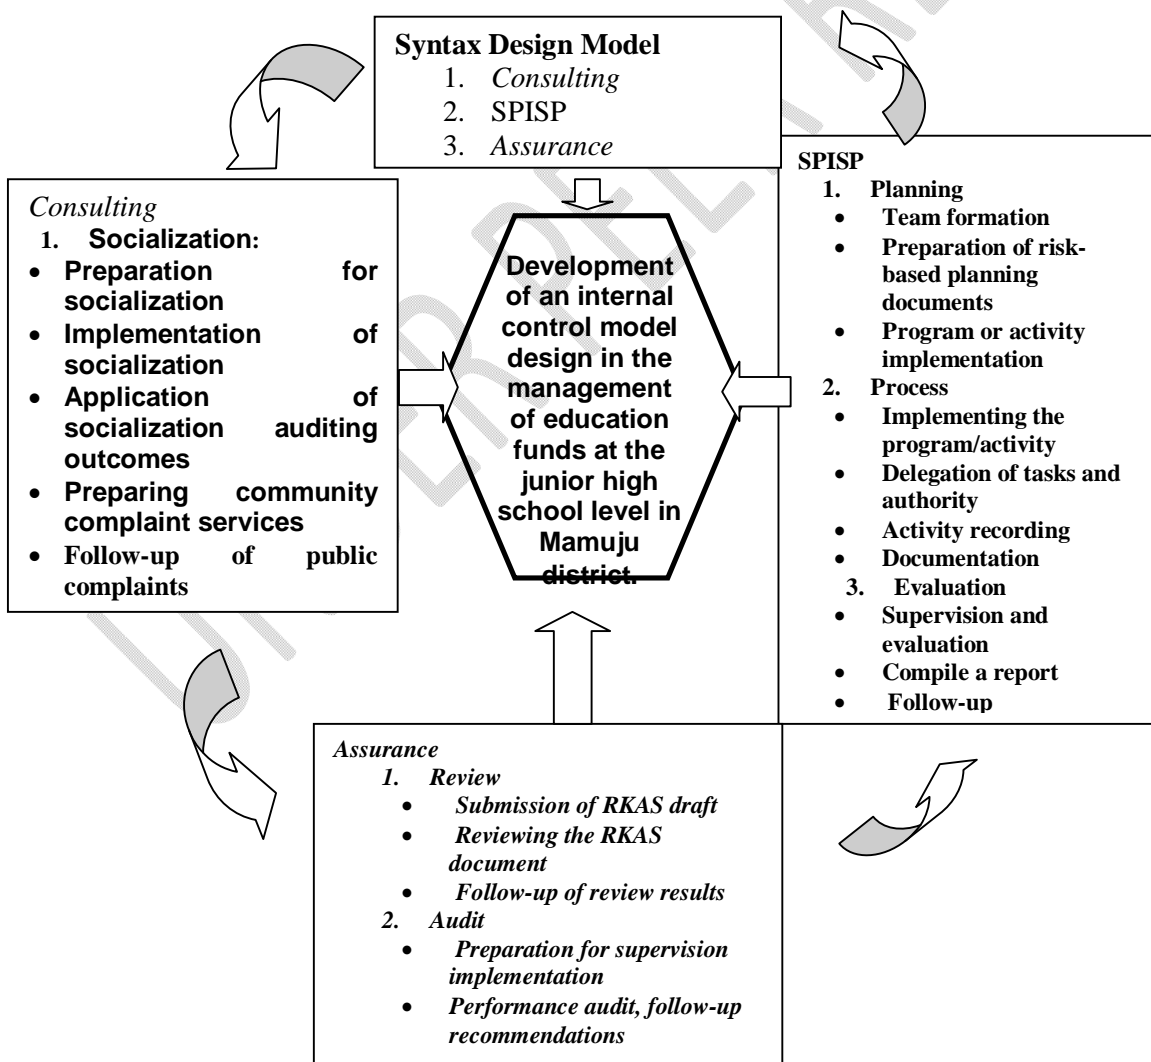 Syntax Design Model
1. Consulting
2. SPISP
3. Assurance
Consulting
1. Socialization:
• Preparation for
socialization
• Implementation of
socialization
• Application of
socialization auditing
outcomes
• Preparing community
complaint services
• Follow-up of public
complaints
Development
of an internal
control model
design in the
management
of education
funds at the
junior high
school level in
Mamuju
district.
SPISP
1. Planning
• Team formation
• Preparation of risk-
based planning
documents
• Program or activity
implementation
2. Process
• Implementing the
program/activity
• Delegation of tasks and
authority
• Activity recording
• Documentation
3. Evaluation
• Supervision and
evaluation
• Compile a report
• Follow-up
Assurance
1. Review
• Submission of RKAS draft
• Reviewing the RKAS
document
• Follow-up of review results
2. Audit
• Preparation for supervision
implementation
• Performance audit, follow-up
recommendations